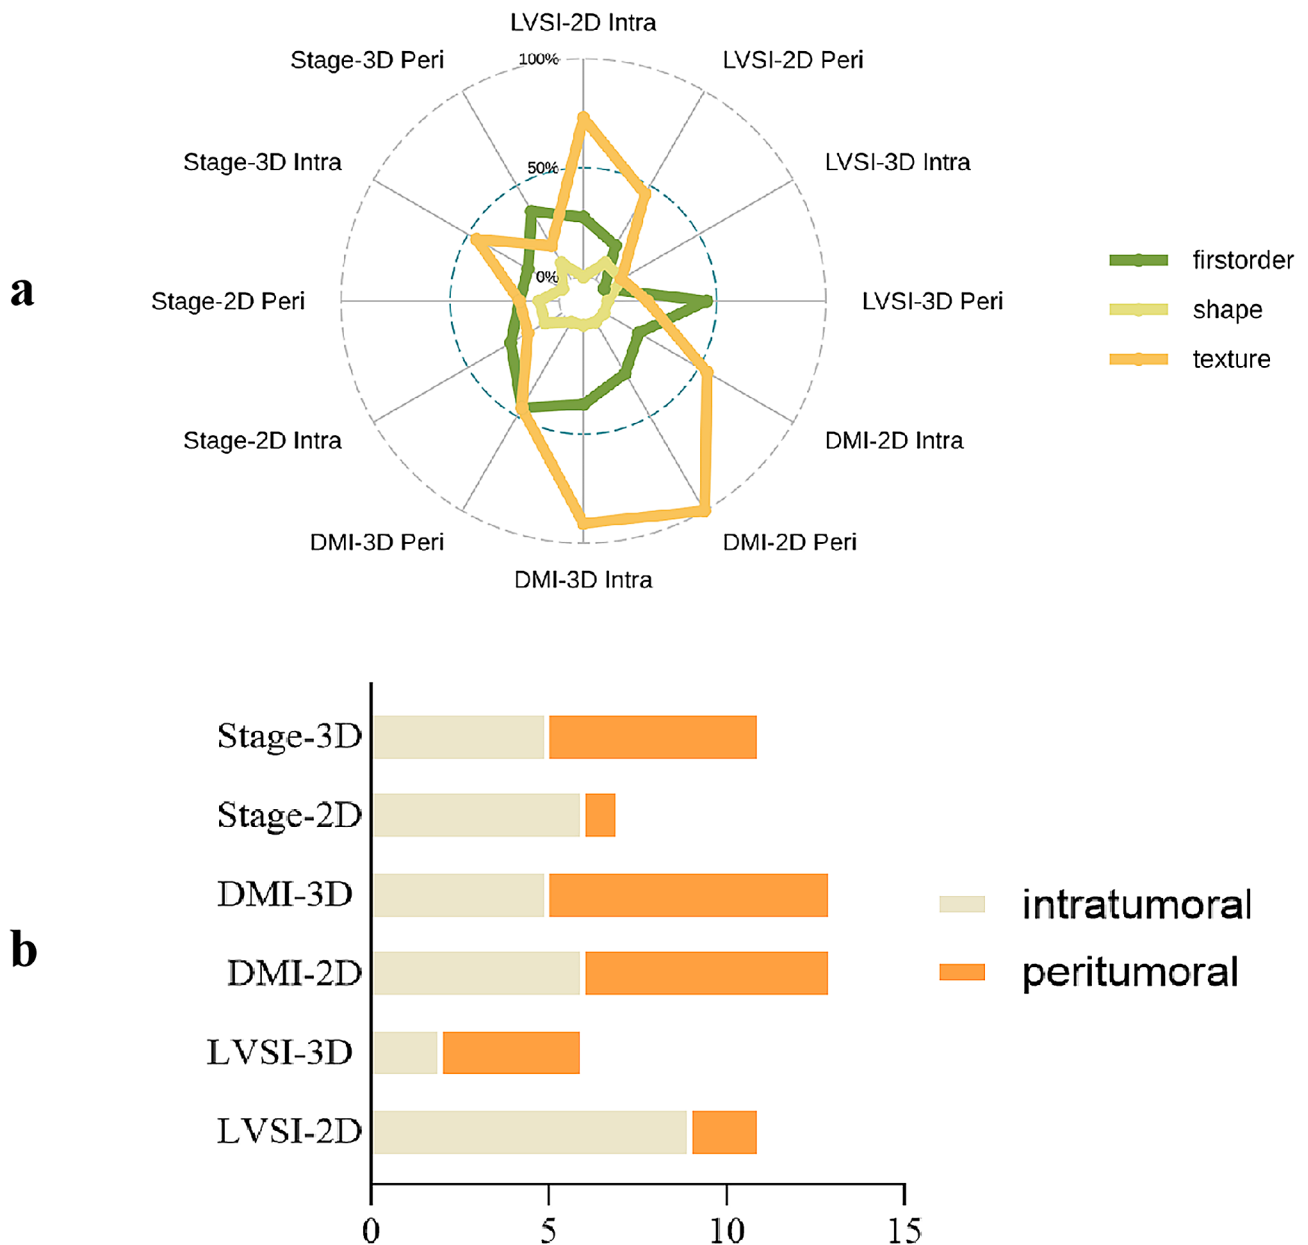 LVSI-2D Intra
Stage-3D Peri
100%
LVSI-2D Peri
Stage-3D Intra
50%
LVSI-3D Intra
a
0%
firstorder
Stage-2D Peri
LVSI-3D Peri
shape
texture
Stage-2D Intra
DMI-2D Intra
DMI-3D Peri
DMI-2D Peri
DMI-3D Intra
b
Stage-3D
Stage-2D
DMI-3D
intratumoral
DMI-2D
peritumoral
LVSI-3D
LVSI-2D
0 5 10 15